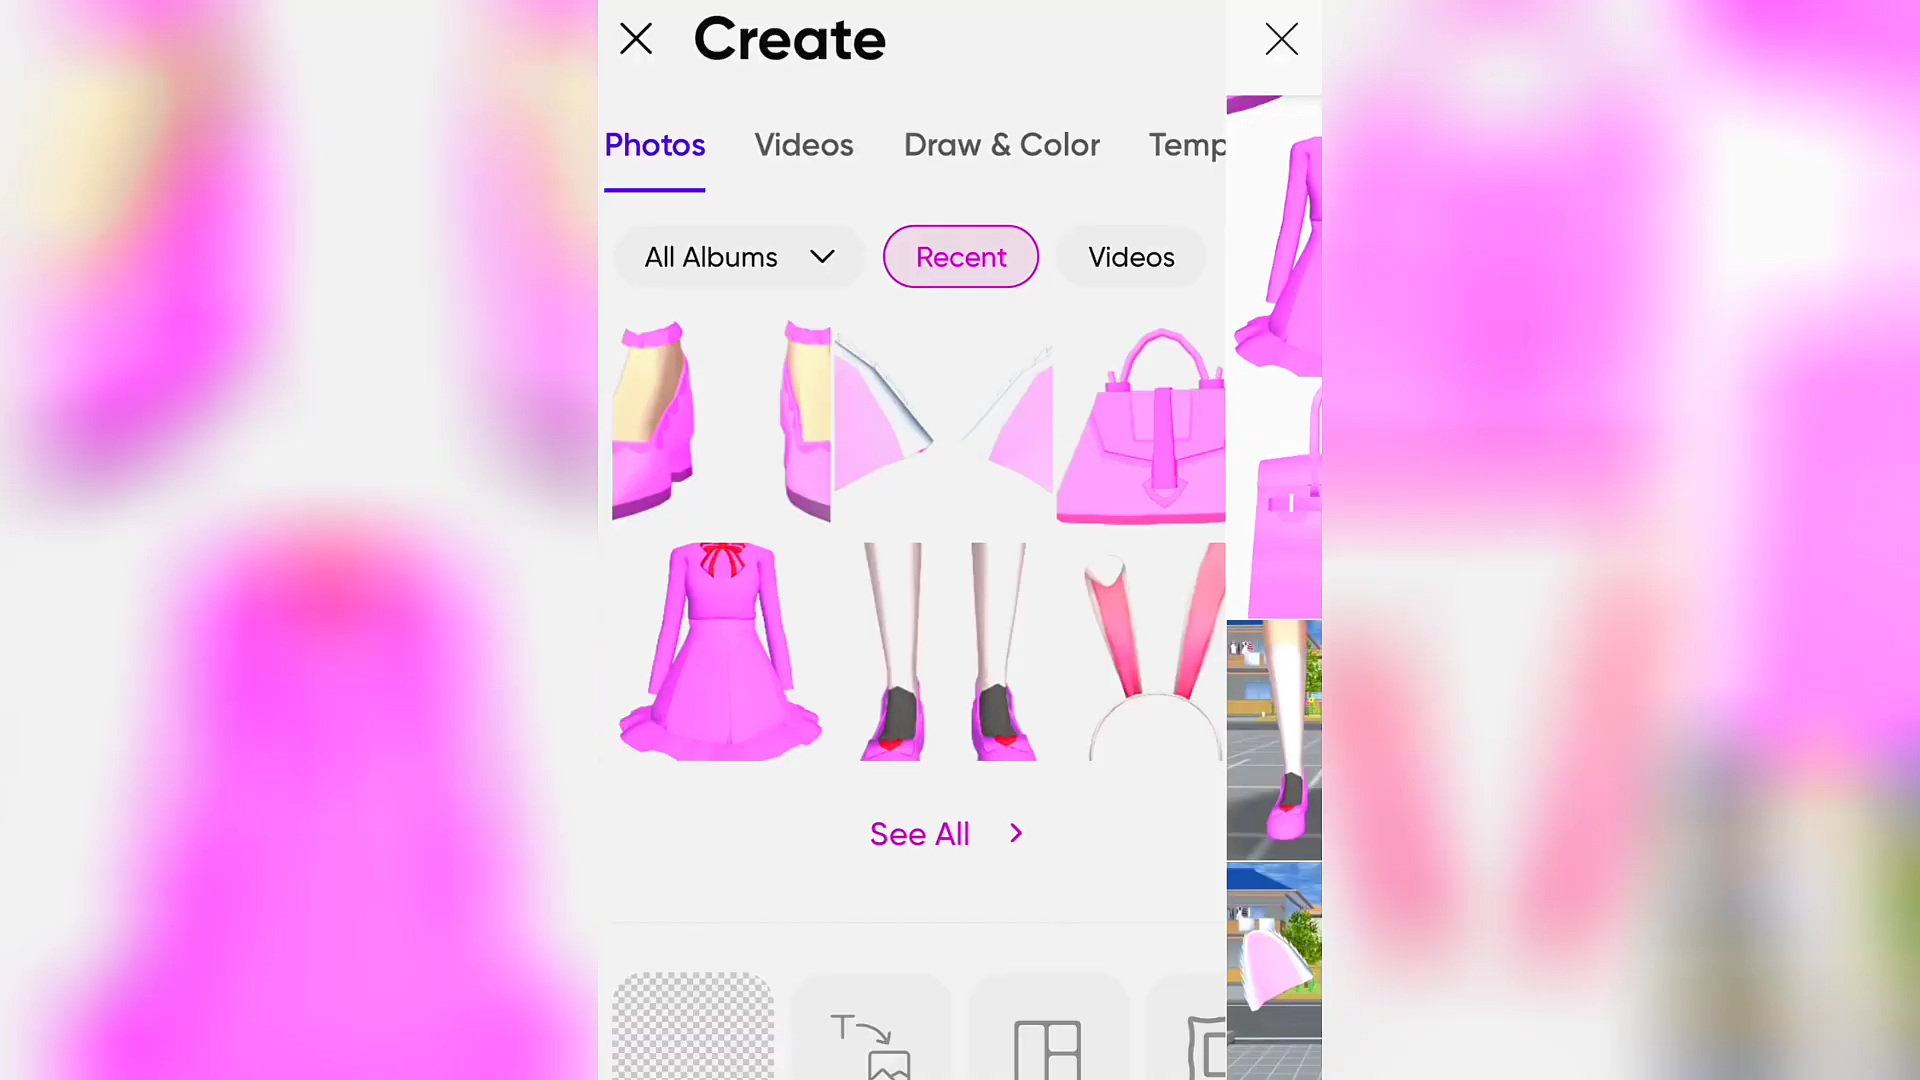 Create
Photos Videos Draw & Color Temp
All Albums Recent Videos
See All
T